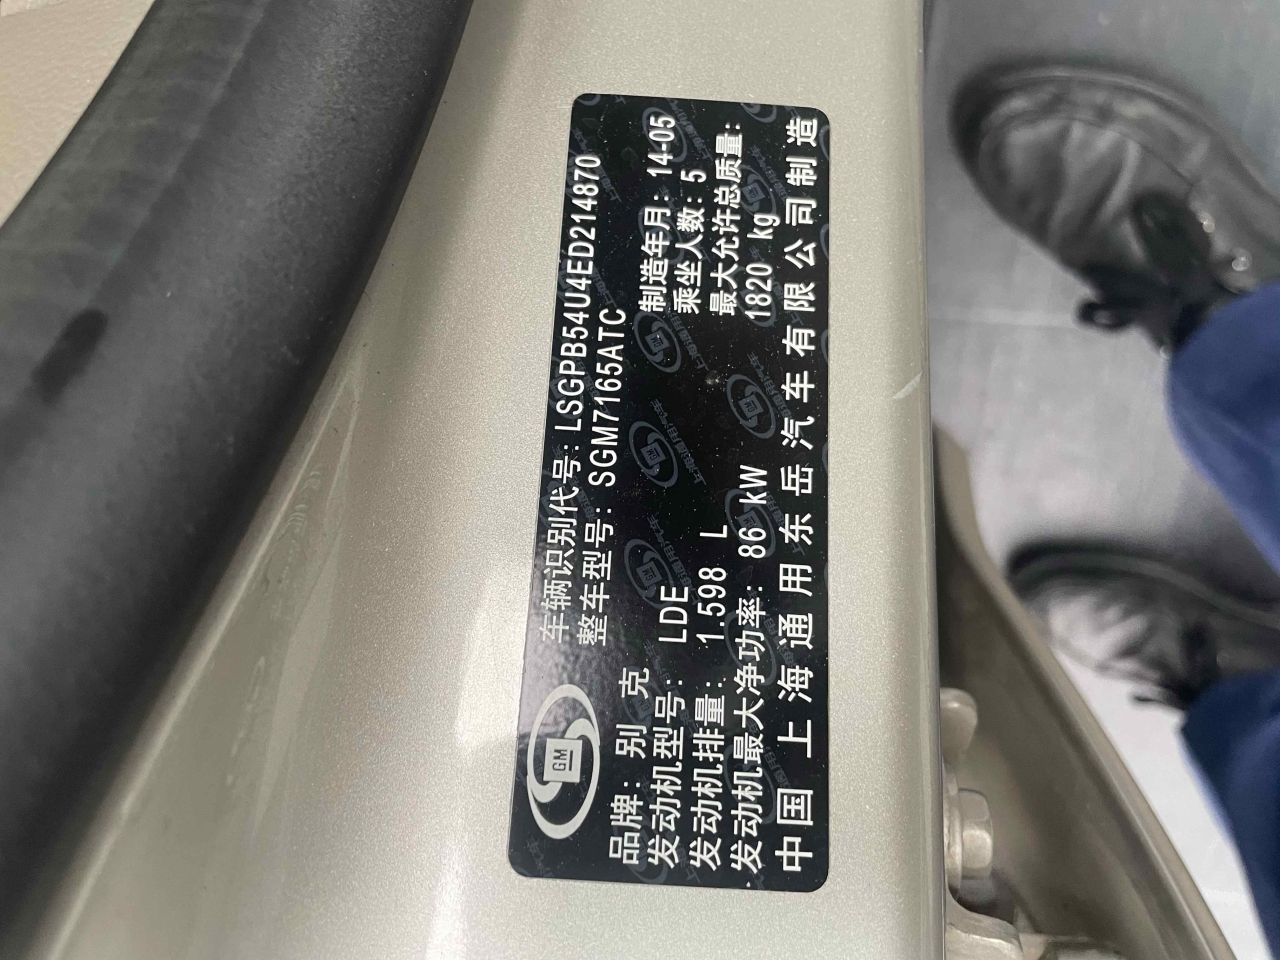 车辆识别代号: LSGPB54U4ED214870
整车型号: SGM7165ATC
GM
品牌: 别克
制造年月: 14-05
发动机型号: LDE
乘坐人数: 5
发动机排量: 1.598 L
最大允许总质量:
发动机最大净功率: 86 kW
1820 kg
中国上海通用东岳汽车有限公司制造